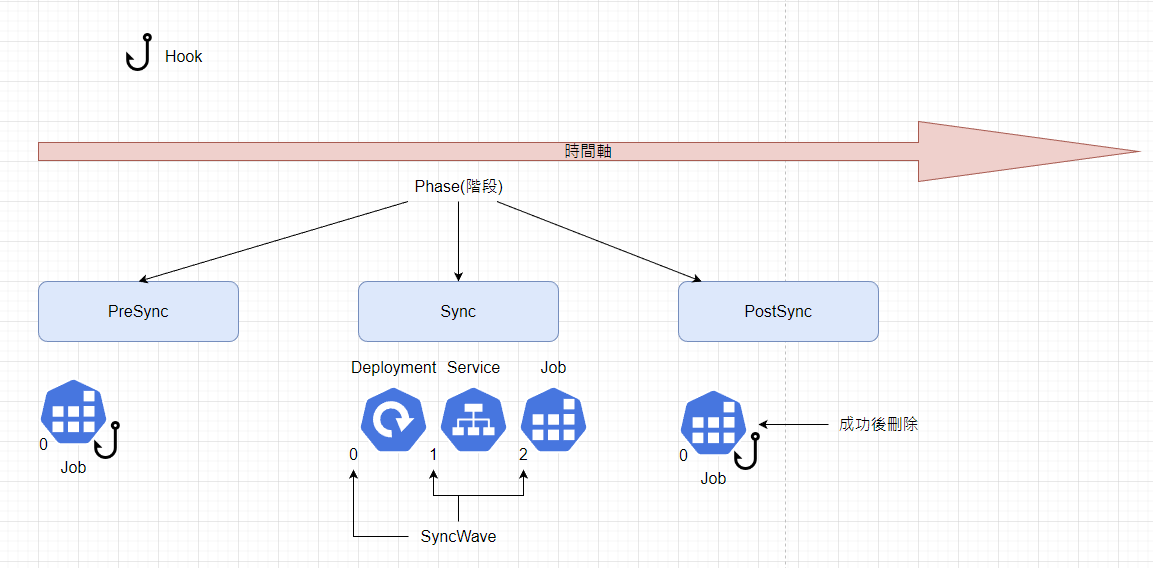 Hook
時間軸
Phase(階段)
PreSync
Sync
PostSync
Deployment
Service
Job
成功後刪除
0
Job
0
1
2
0
Job
SyncWave